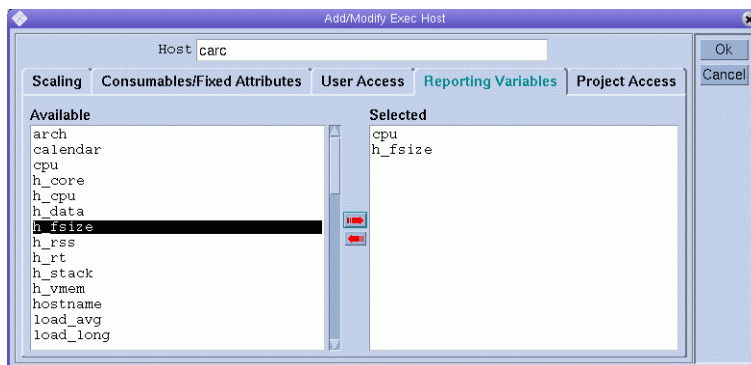 Add/Modify Exec Host
Host carc
Ok
Cancel
Scaling Consumables/Fixed Attributes User Access Reporting Variables Project Access
Available
arch
calendar
cpu
h_core
h_cpu
h_data
h_fsize
h_rss
h_rt
h_stack
h_vmem
hostname
load_avg
load_long
Selected
cpu
h_fsize